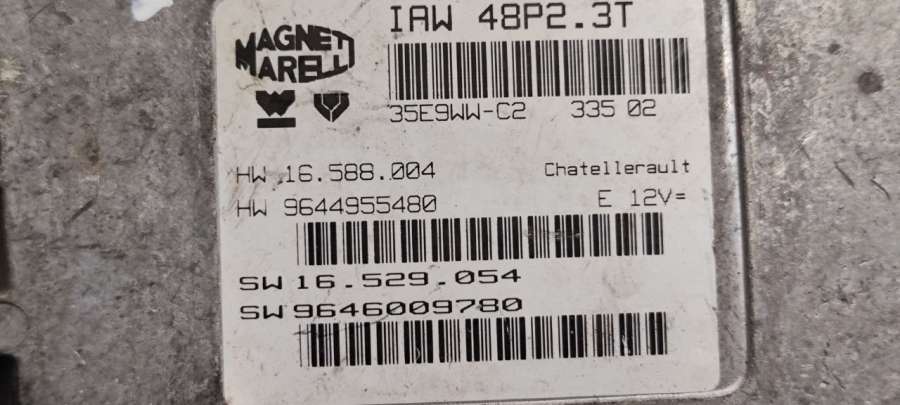 MAGNETI
MARELLI
IAW 48P2.3T
35E9WW-C2 335 02
HW 16.588.004 Chatellerault
HW 9644955480 E 12V=
SW 16.529.054
SW 9646009780